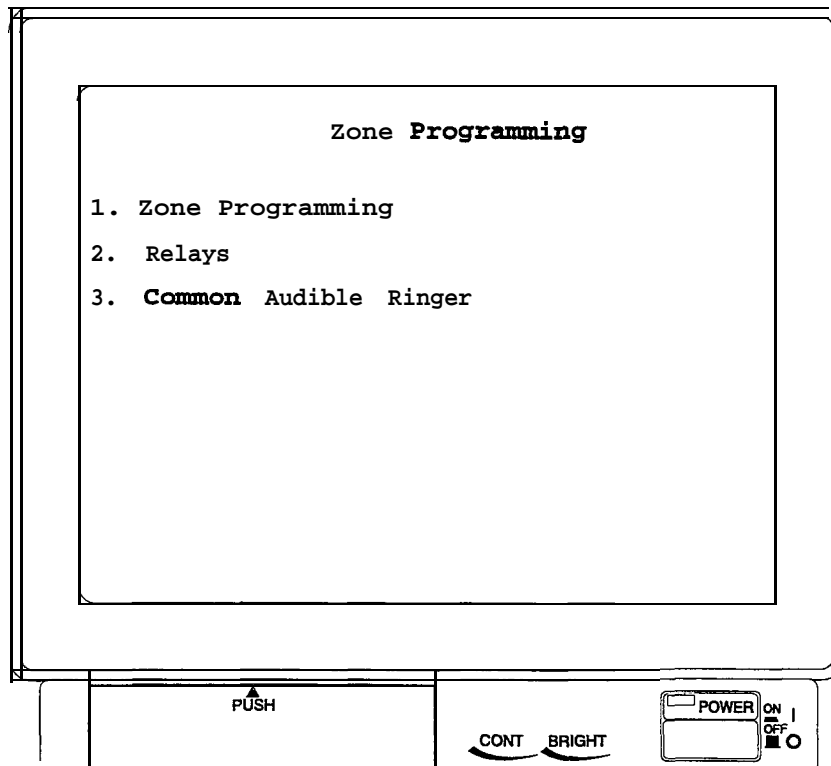 Zone Programming
1. Zone Programming
2. Relays
3. Common Audible Ringer
PUSH
CONT BRIGHT
POWER
ON
OFF